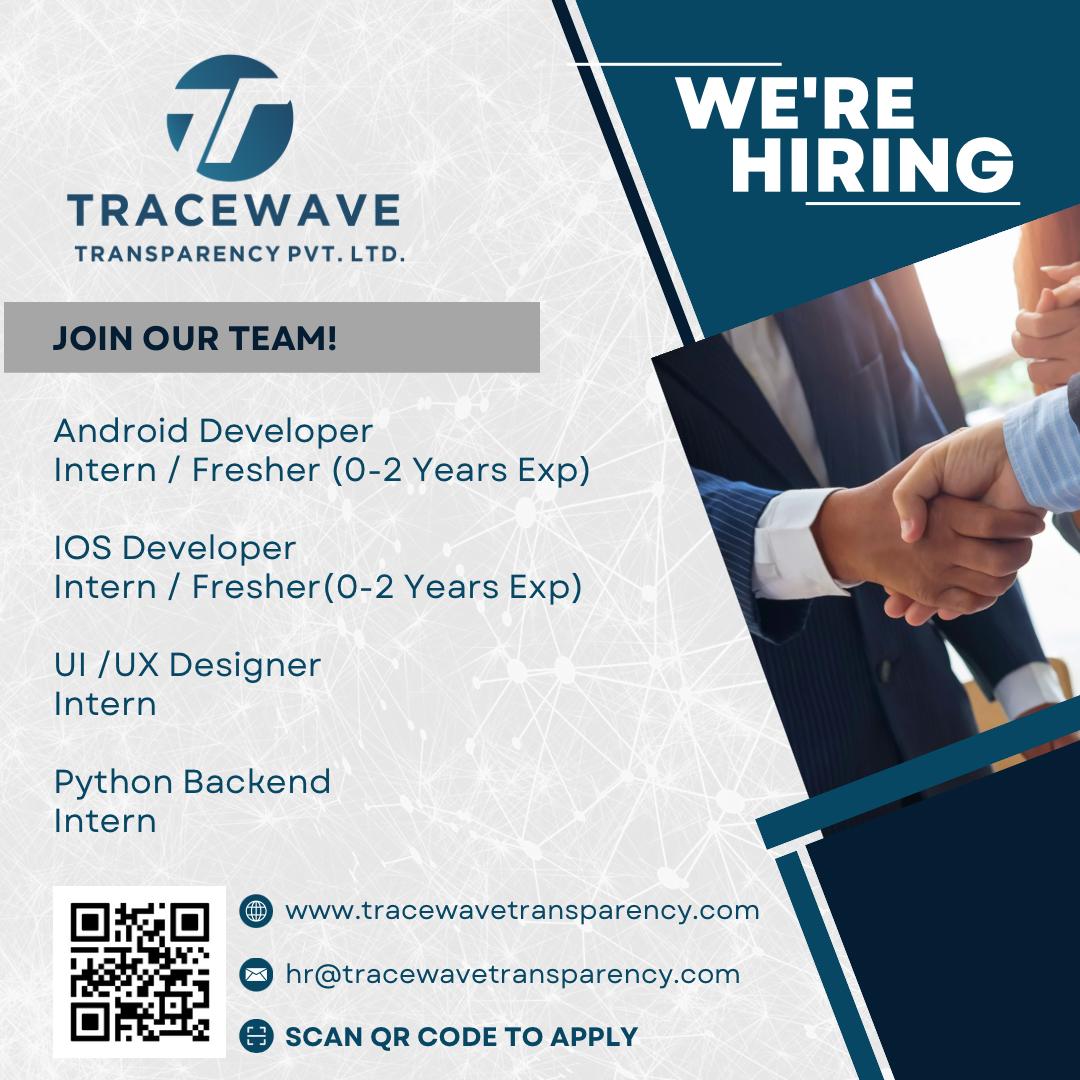 TRACEWAVE
TRANSPARENCY PVT. LTD.
WE'RE
HIRING
JOIN OUR TEAM!
Android Developer
Intern / Fresher (0-2 Years Exp)
IOS Developer
Intern / Fresher(0-2 Years Exp)
UI /UX Designer
Intern
Python Backend
Intern
www.tracewavetransparency.com
hr@tracewavetransparency.com
SCAN QR CODE TO APPLY